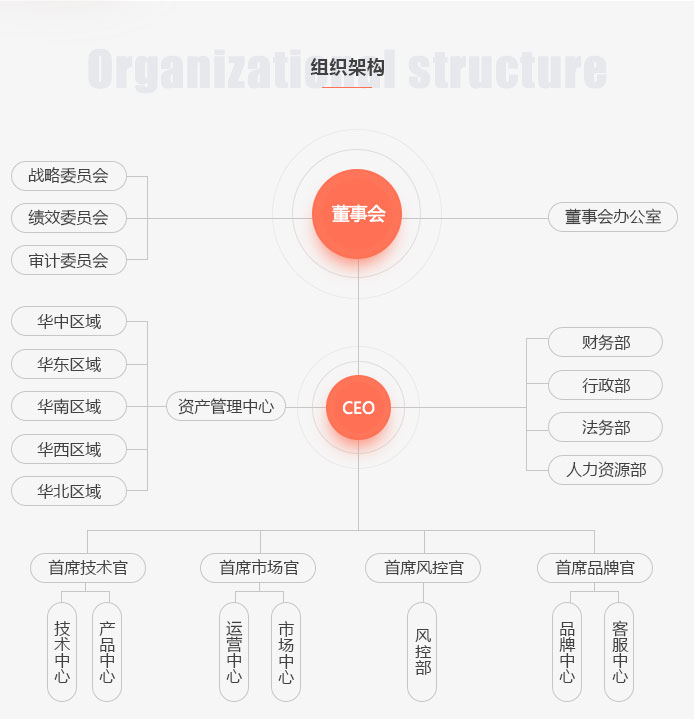 Organizational structure
组织架构
董事会
战略委员会
绩效委员会
审计委员会
董事会办公室
华中区域
华东区域
华南区域
华西区域
华北区域
资产管理中心
CEO
财务部
行政部
法务部
人力资源部
首席技术官
首席市场官
首席风控官
首席品牌官
技术中心
产品中心
运营中心
市场中心
风控部
品牌中心
客服中心